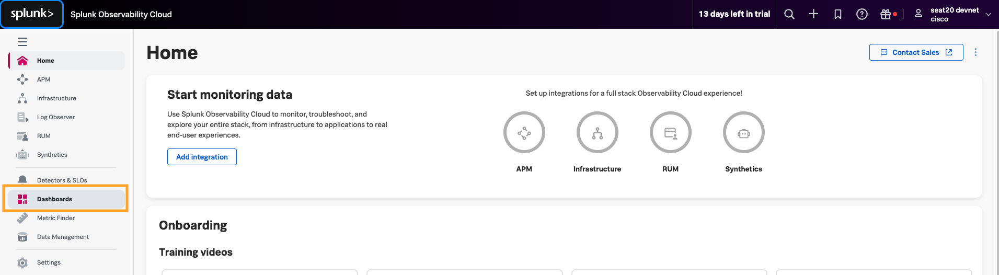 splunk>
Splunk Observability Cloud
13 days left in trial
seat20 devnet
cisco
Home
APM
Infrastructure
Log Observer
RUM
Synthetics
Detectors & SLOs
Dashboards
Metric Finder
Data Management
Settings
Home
Contact Sales
Start monitoring data
Use Splunk Observability Cloud to monitor, troubleshoot, and
explore your entire stack, from infrastructure to applications to real
end-user experiences.
Add integration
Set up integrations for a full stack Observability Cloud experience!
APM
Infrastructure
RUM
Synthetics
Onboarding
Training videos